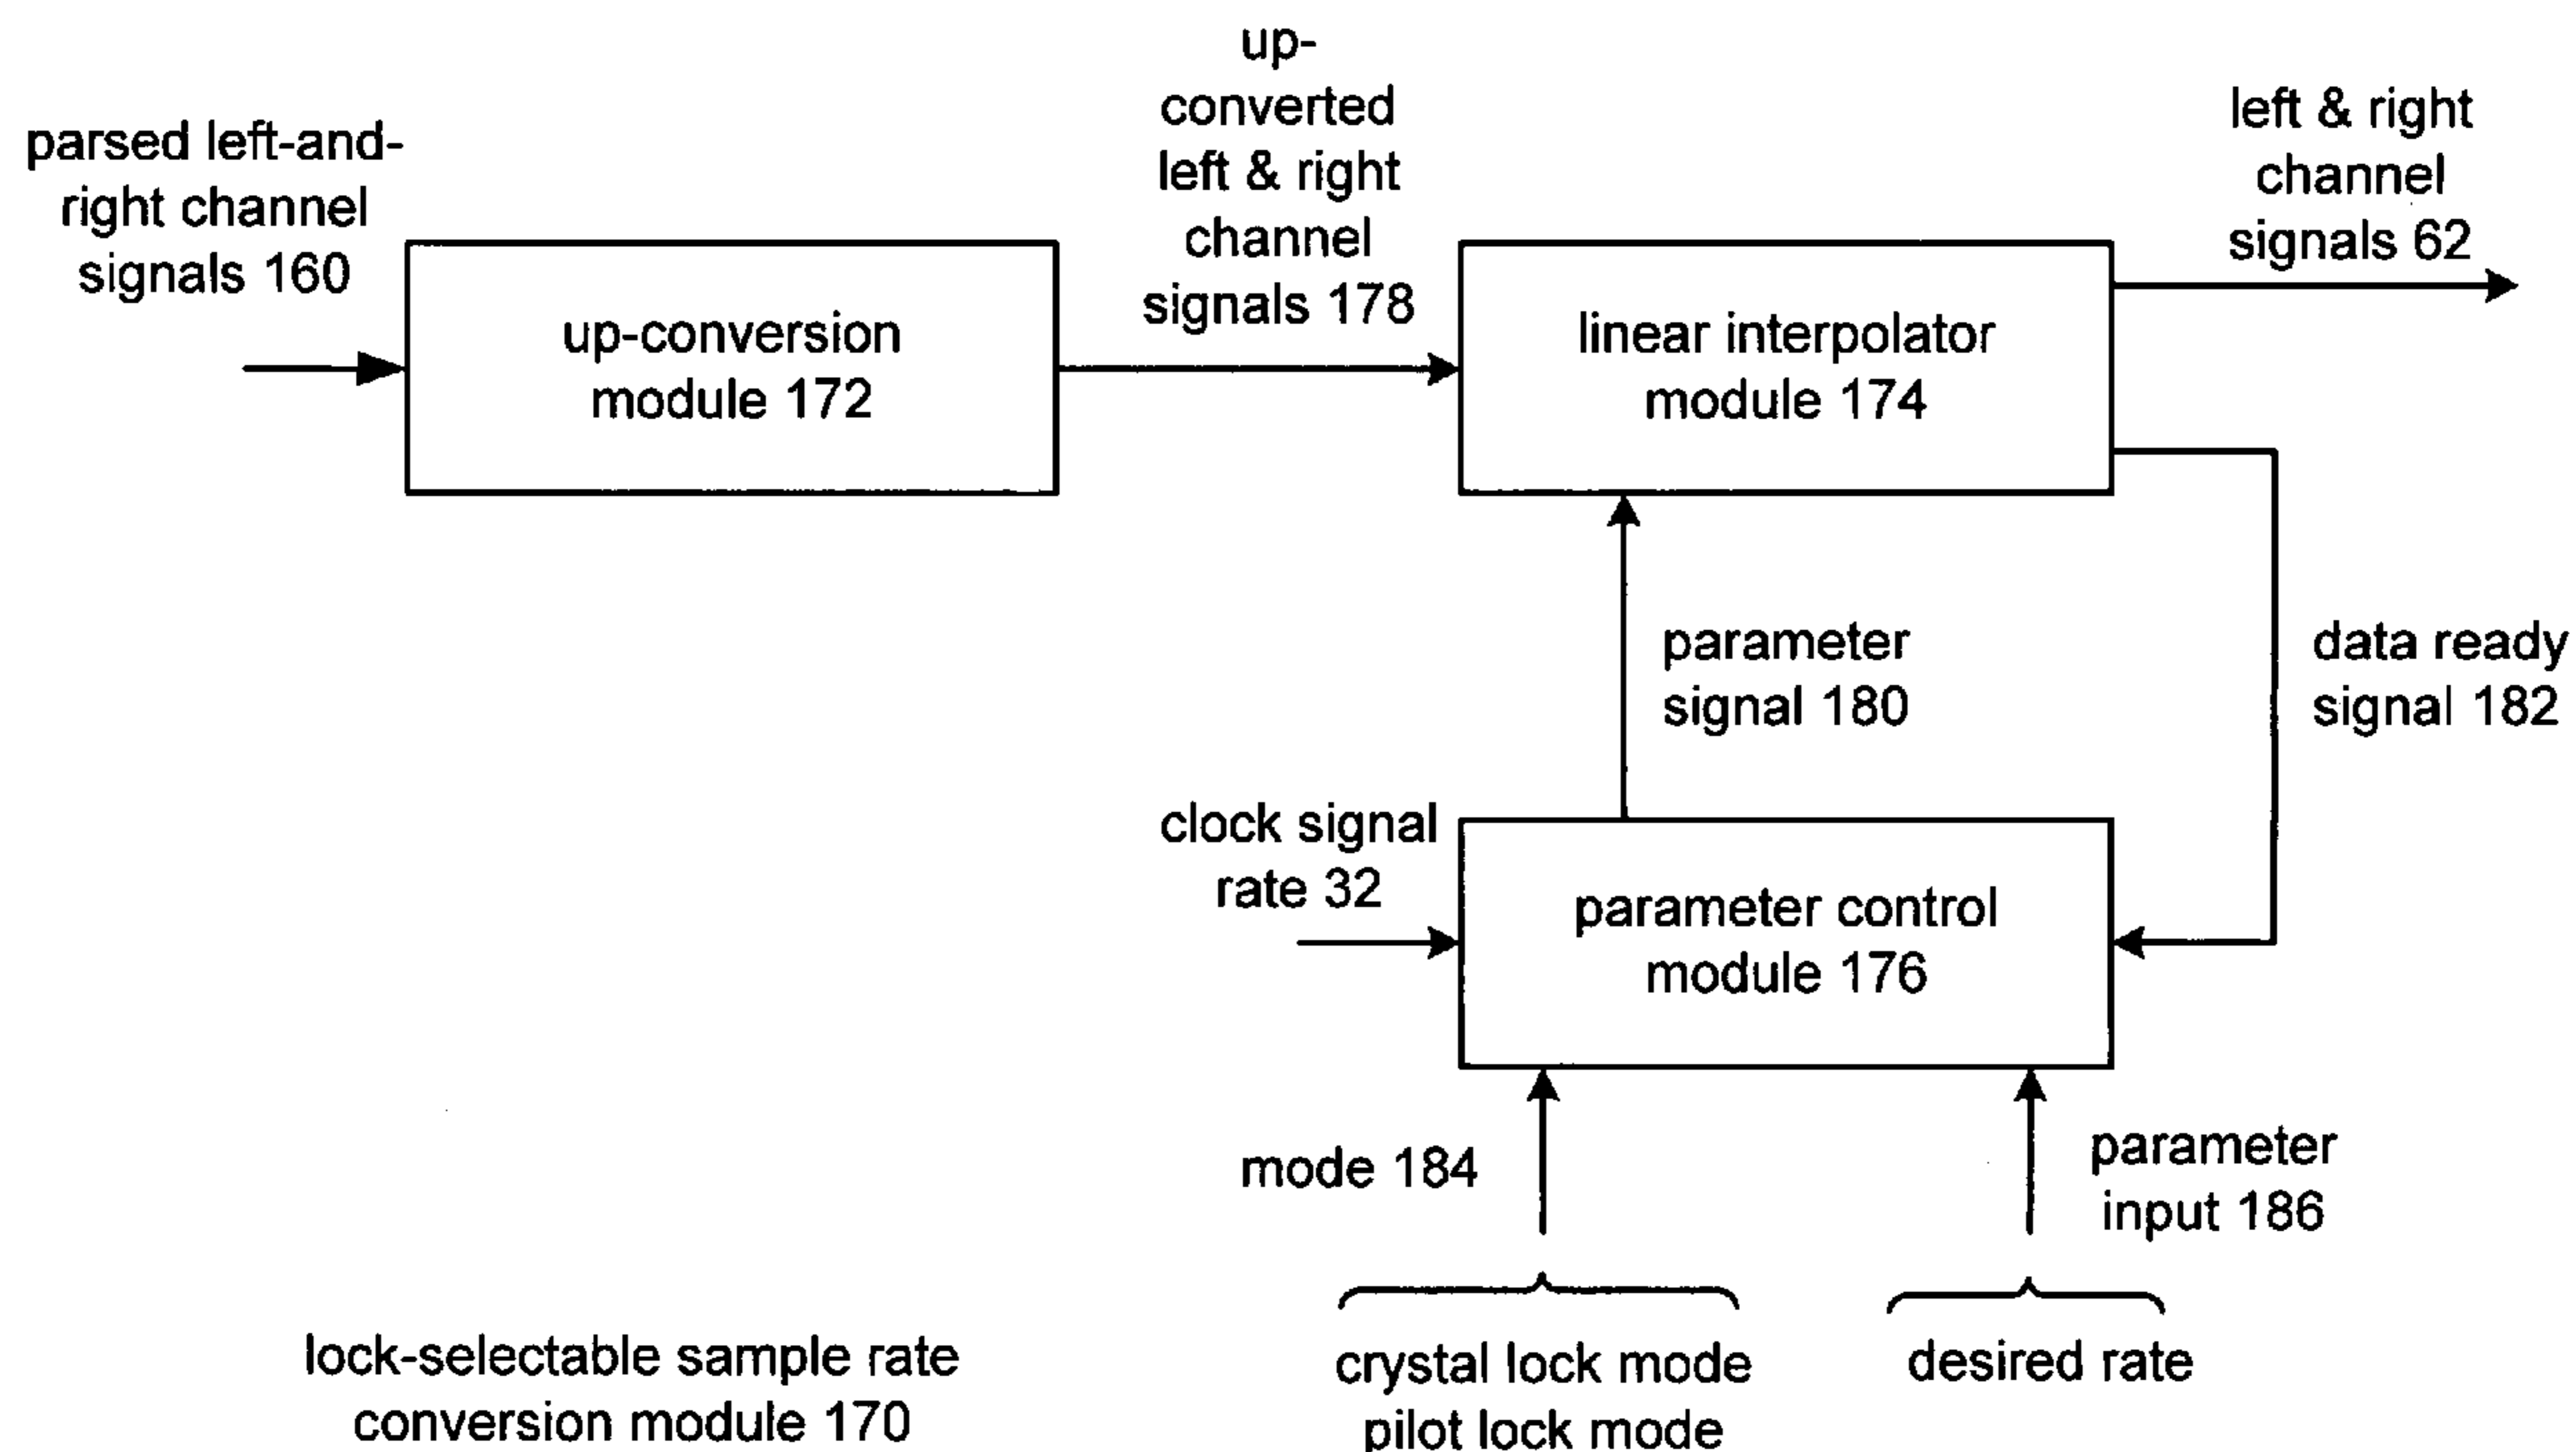 parsed left-and-
right channel
signals 160
up-conversion
module 172
up-
converted
left & right
channel
signals 178
linear interpolator
module 174
left & right
channel
signals 62
parameter
signal 180
data ready
signal 182
clock signal
rate 32
parameter control
module 176
mode 184
parameter
input 186
crystal lock mode
pilot lock mode
desired rate
lock-selectable sample rate
conversion module 170